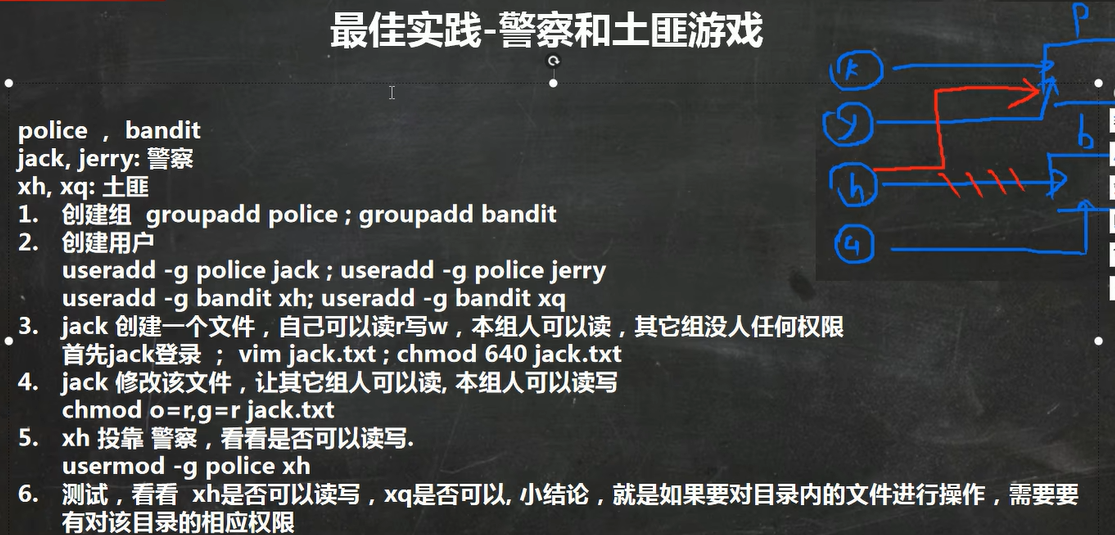 最佳实践-警察和土匪游戏
police ， bandit
jack, jerry: 警察
xh, xq: 土匪
1. 创建组 groupadd police ; groupadd bandit
2. 创建用户
useradd -g police jack ; useradd -g police jerry
useradd -g bandit xh; useradd -g bandit xq
3. jack 创建一个文件，自己可以读r写w，本组人可以读，其它组没人任何权限
首先jack登录 ； vim jack.txt ; chmod 640 jack.txt
4. jack 修改该文件，让其它组人可以读, 本组人可以读写
chmod o=r,g=r jack.txt
5. xh 投靠 警察，看看是否可以读写.
usermod -g police xh
6. 测试，看看 xh是否可以读写，xq是否可以, 小结论，就是如果要对目录内的文件进行操作，需要要
有对该目录的相应权限
p
k
y
h
b